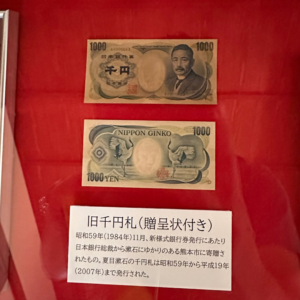 1000
日本銀行券
千円
1000
NIPPON GINKO
1000
1000
YEN
旧千円札(贈呈状付き)
昭和59年(1984年)11月、新様式銀行券発行にあたり
日本銀行総裁から漱石にゆかりのある熊本市に寄贈
されたもの。夏目漱石の千円札は昭和59年から平成19年
(2007年)まで発行された。